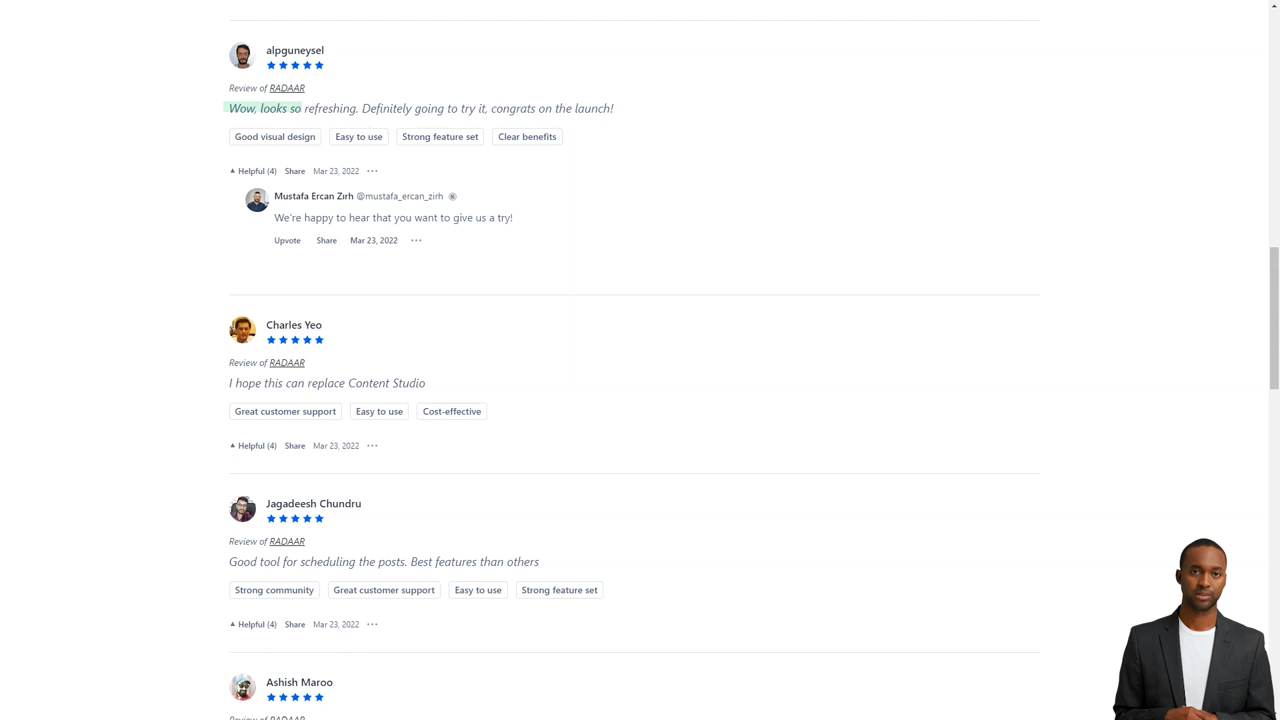 alpguneysel
Review of RADAAR
Wow, looks so refreshing. Definitely going to try it, congrats on the launch!
Good visual design Easy to use Strong feature set Clear benefits
Helpful (4) Share Mar 23, 2022 ···
Mustafa Ercan Zırh @mustafa_ercan_zirh
We're happy to hear that you want to give us a try!
Upvote Share Mar 23, 2022 ···
Charles Yeo
Review of RADAAR
I hope this can replace Content Studio
Great customer support Easy to use Cost-effective
Helpful (4) Share Mar 23, 2022 ···
Jagadeesh Chundru
Review of RADAAR
Good tool for scheduling the posts. Best features than others
Strong community Great customer support Easy to use Strong feature set
Helpful (4) Share Mar 23, 2022 ···
Ashish Maroo
Review of RADAAR